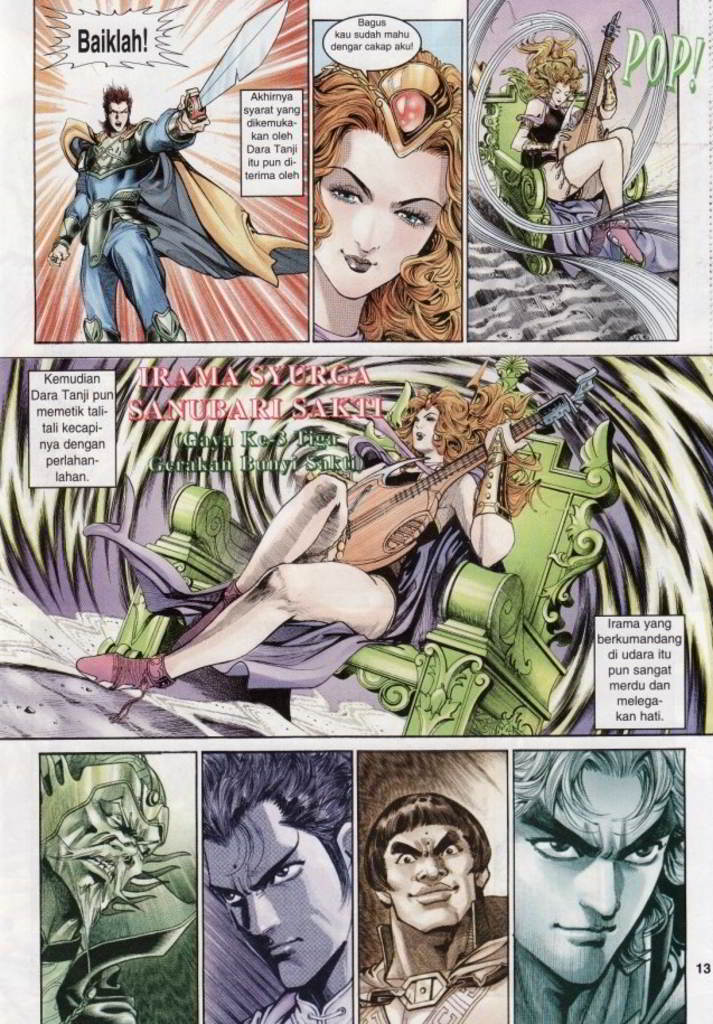 Baiklah!
Akhirnya
syarat yang
dikemuka-
kan oleh
Dara Tanji
itu pun di-
terima oleh
Bagus
kau sudah mahu
dengar cakap aku!
POP!
Kemudian
Dara Tanji pun
memetik tali-
tali kecapi-
nya dengan
perlahan-
lahan.
IRAMA SYURGA
SANUBARI SAKTI
(Gaya Ke-3 Tiga
Gerakan Bunyi Sakti)
Irama yang
berkumandang
di udara itu
pun sangat
merdu dan
melega-
kan hati.
13